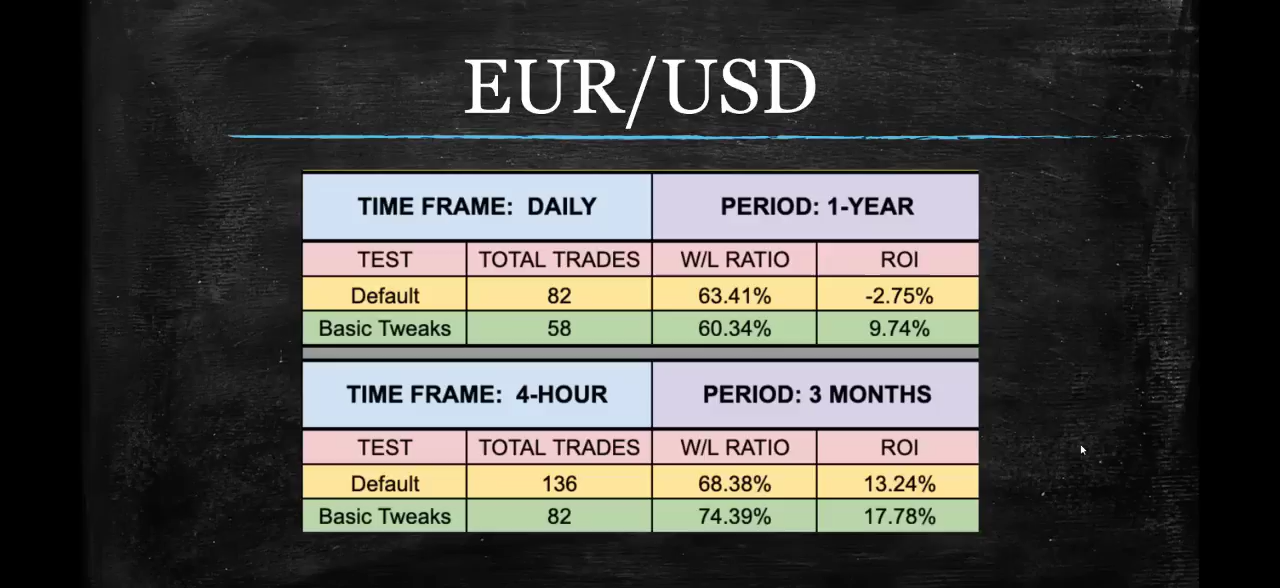 EUR/USD
TIME FRAME:  DAILY PERIOD: 1-YEAR
TEST TOTAL TRADES W/L RATIO ROI
Default 82 63.41% -2.75%
Basic Tweaks 58 60.34% 9.74%
TIME FRAME:  4-HOUR PERIOD: 3 MONTHS
TEST TOTAL TRADES W/L RATIO ROI
Default 136 68.38% 13.24%
Basic Tweaks 82 74.39% 17.78%